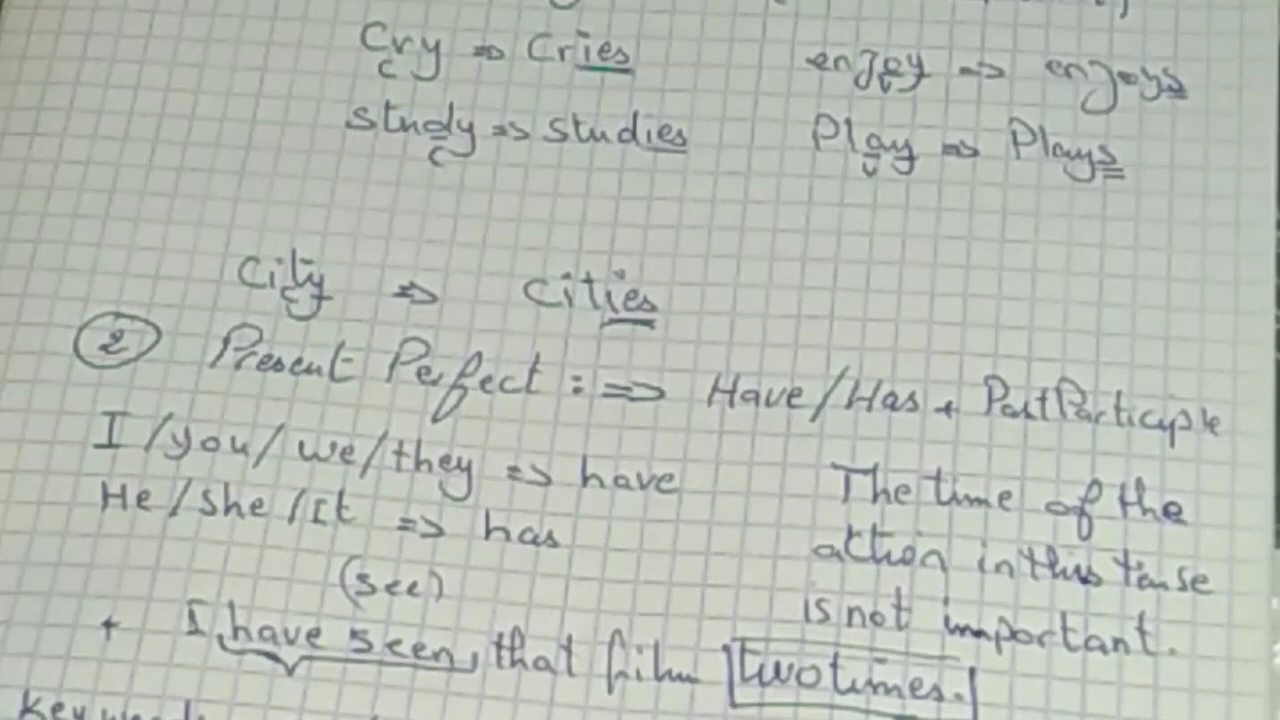 Cry => Cries enjoy => enjoys
study => studies Play => Plays
City => Cities
2 Present Perfect : => Have/Has + Past Participle
I/you/we/they => have
He/She/It => has
The time of the
action in this tense
is not important.
(see)
+ I have seen, that film two times.